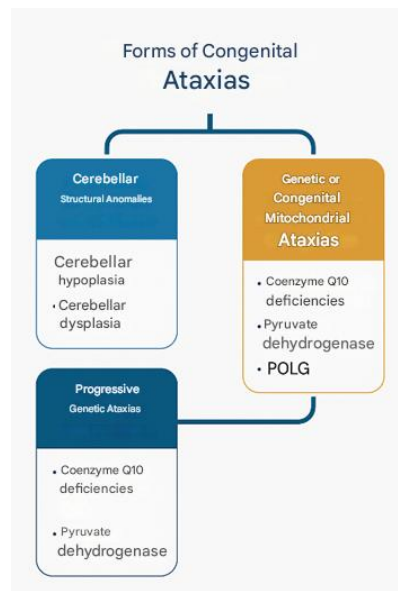 Forms of Congenital
Ataxias
Cerebellar
Structural Anomalies
Cerebellar
hypoplasia
• Cerebellar
dysplasia
Genetic or
Congenital
Mitochondrial
Ataxias
• Coenzyme Q10
deficiencies
• Pyruvate
dehydrogenase
• POLG
Progressive
Genetic Ataxias
• Coenzyme Q10
deficiencies
• Pyruvate
dehydrogenase